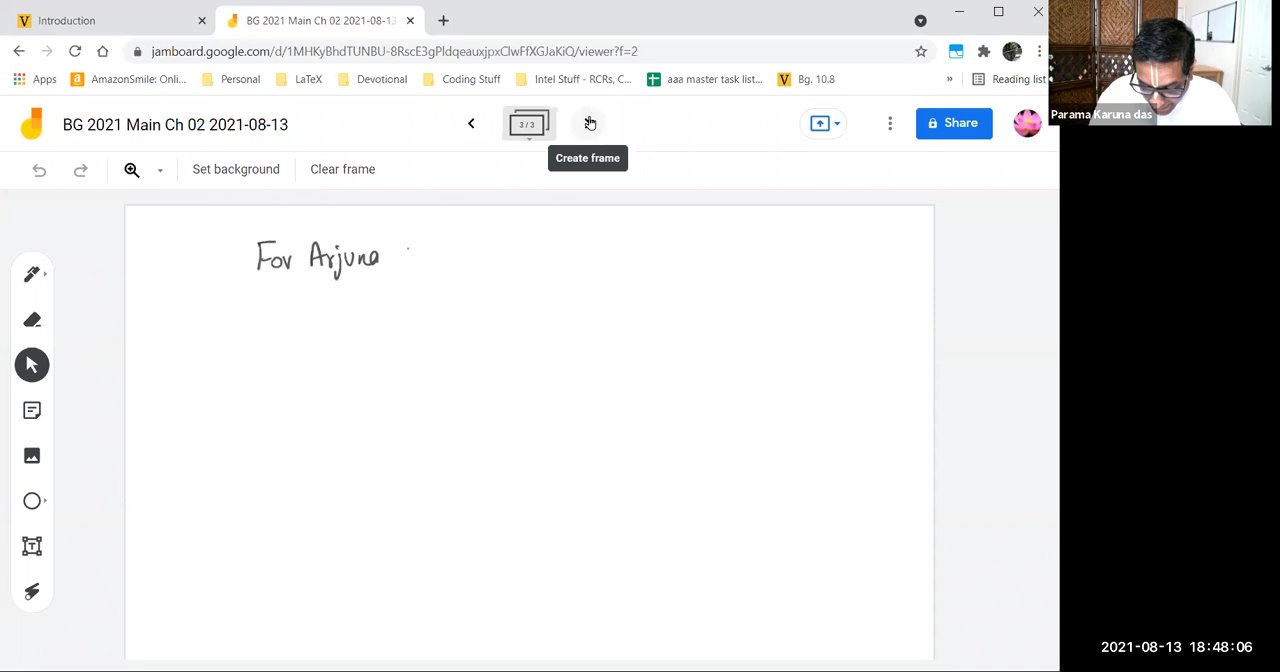 Introduction
BG 2021 Main Ch 02 2021-08-13
jamboard.google.com/d/1MHKyBhdTUNBU-8RscE3gPldqeauxjpxClwFfXGJaKiQ/viewer?f=2
Apps
AmazonSmile: Onli...
Personal
LaTeX
Devotional
Coding Stuff
Intel Stuff - RCRs, C...
aaa master task list...
Bg. 10.8
»
Reading list
Parama Karuna das
BG 2021 Main Ch 02 2021-08-13
3 / 3
Share
Create frame
Set background
Clear frame
For Arjuna
2021-08-13 18:48:06